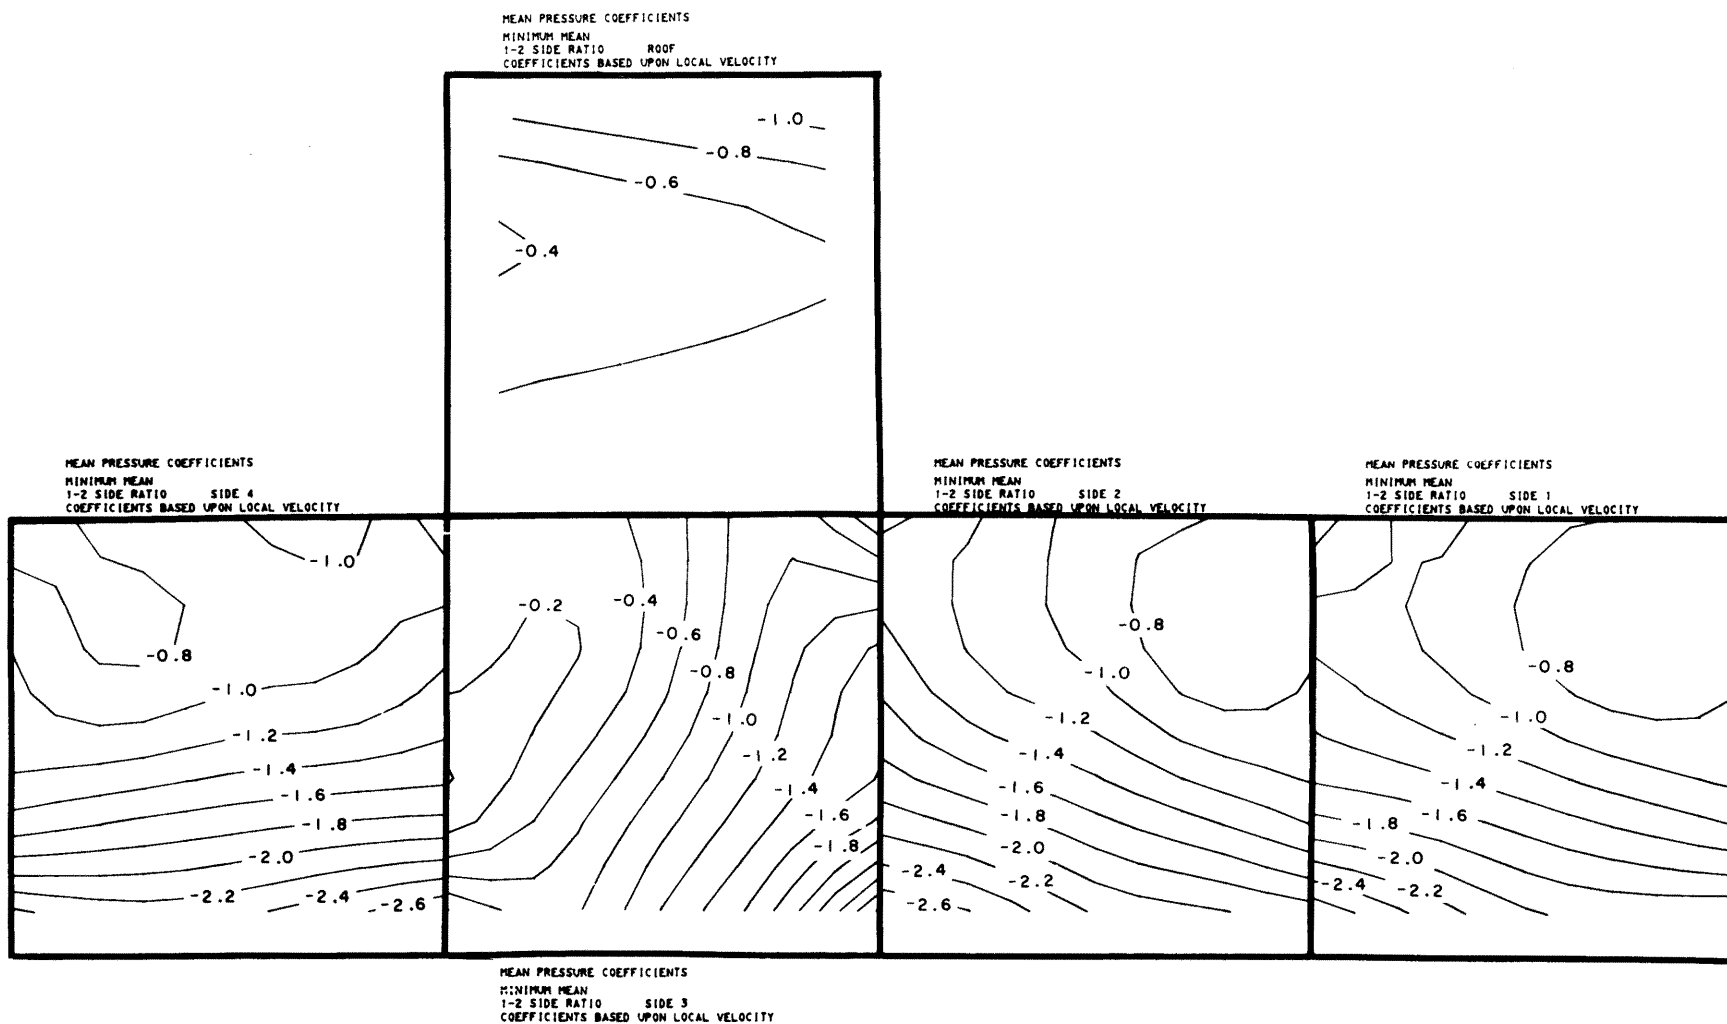 MEAN PRESSURE COEFFICIENTS
MINIMUM MEAN
1-2 SIDE RATIO ROOF
COEFFICIENTS BASED UPON LOCAL VELOCITY
-1.0
-0.8
-0.6
-0.4
MEAN PRESSURE COEFFICIENTS
MINIMUM MEAN
1-2 SIDE RATIO SIDE 4
COEFFICIENTS BASED UPON LOCAL VELOCITY
-1.0
-0.8
-1.0
-1.2
-1.4
-1.6
-1.8
-2.0
-2.2
-2.4
-2.6
-0.2
-0.4
-0.6
-0.8
-1.0
-1.2
-1.4
-1.6
-1.8
MEAN PRESSURE COEFFICIENTS
MINIMUM MEAN
1-2 SIDE RATIO SIDE 3
COEFFICIENTS BASED UPON LOCAL VELOCITY
MEAN PRESSURE COEFFICIENTS
MINIMUM MEAN
1-2 SIDE RATIO SIDE 2
COEFFICIENTS BASED UPON LOCAL VELOCITY
-0.8
-1.0
-1.2
-1.4
-1.6
-1.8
-2.0
-2.4
-2.2
-2.6
MEAN PRESSURE COEFFICIENTS
MINIMUM MEAN
1-2 SIDE RATIO SIDE 1
COEFFICIENTS BASED UPON LOCAL VELOCITY
-0.8
-1.0
-1.2
-1.4
-1.8
-1.6
-2.0
-2.4
-2.2